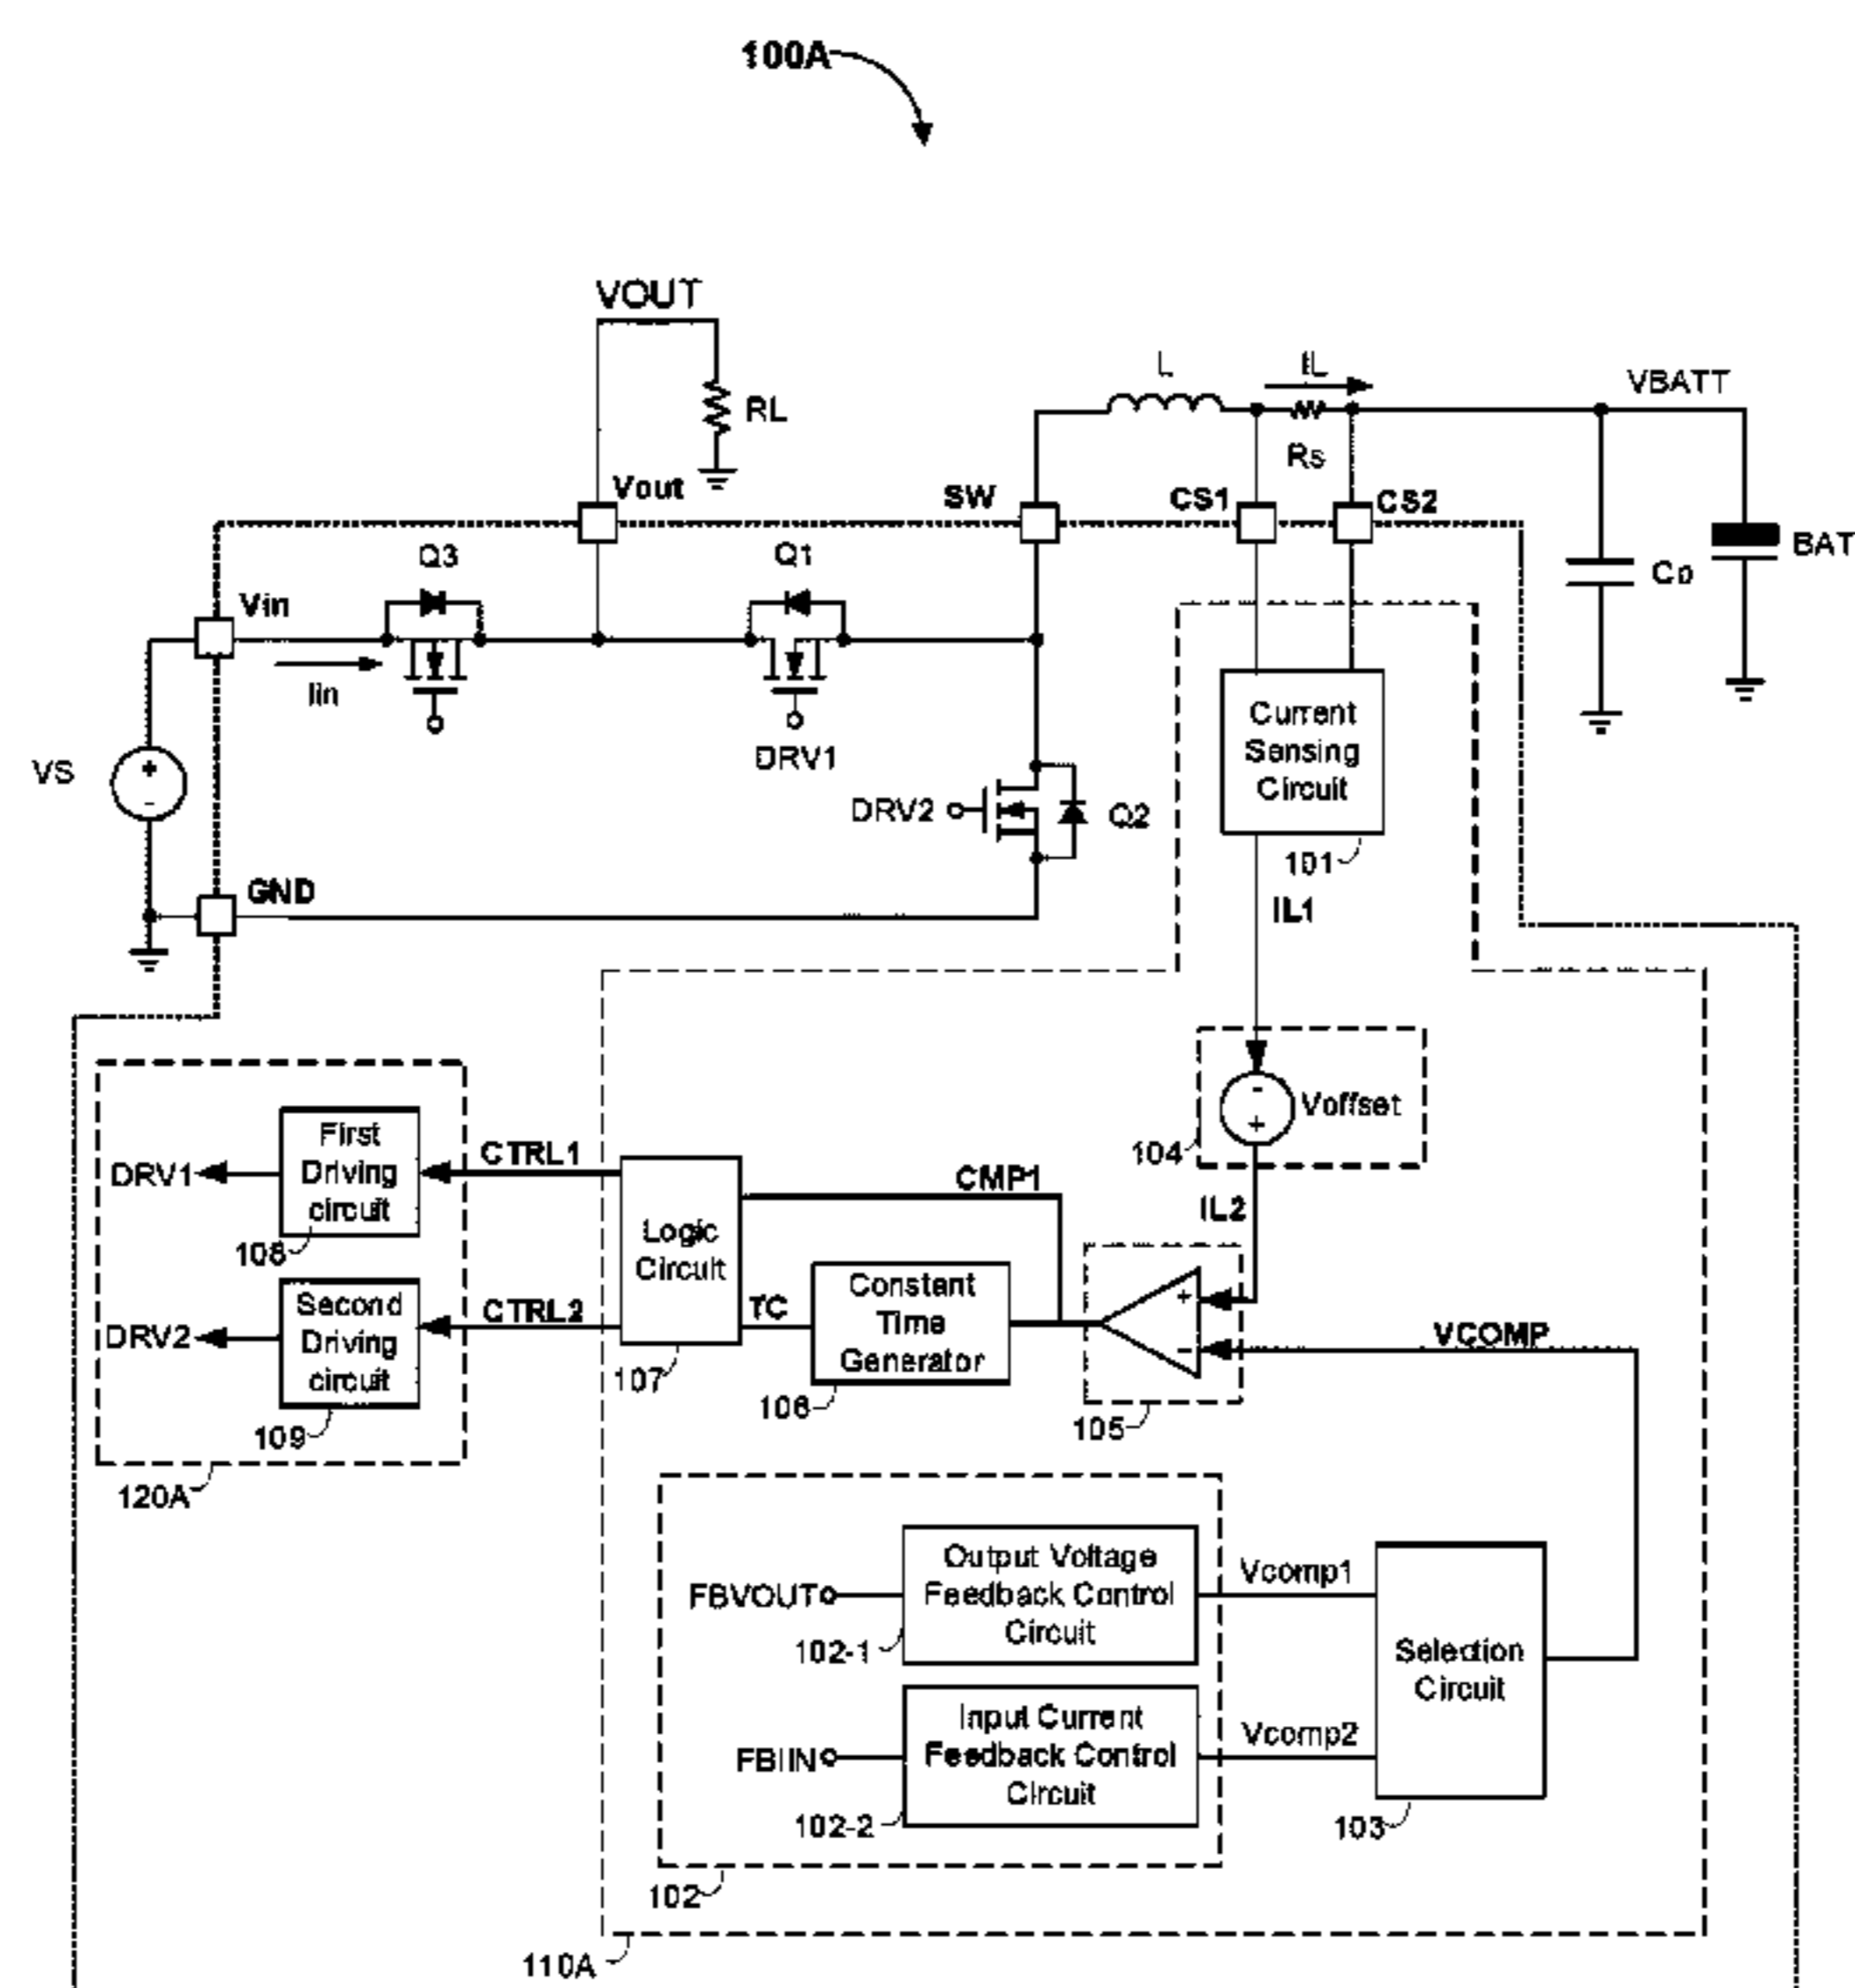 100A
VOUT
RL
L
IL
VBATT
Rs
Vout
SW
CS1
CS2
Q3
Q1
BAT
Co
Vin
Iin
DRV1
Current
Sensing
Circuit
VS
DRV2
Q2
101
GND
IL1
Voffset
104
First
Driving
circuit
DRV1
CTRL1
CMP1
IL2
108
Logic
Circuit
Second
Driving
circuit
DRV2
CTRL2
TC
Constant
Time
Generator
VCOMP
107
106
105
109
120A
Output Voltage
Feedback Control
Circuit
FBVOUT
Vcomp1
102-1
Selection
Circuit
Input Current
Feedback Control
Circuit
FBIIN
Vcomp2
102-2
103
102
110A